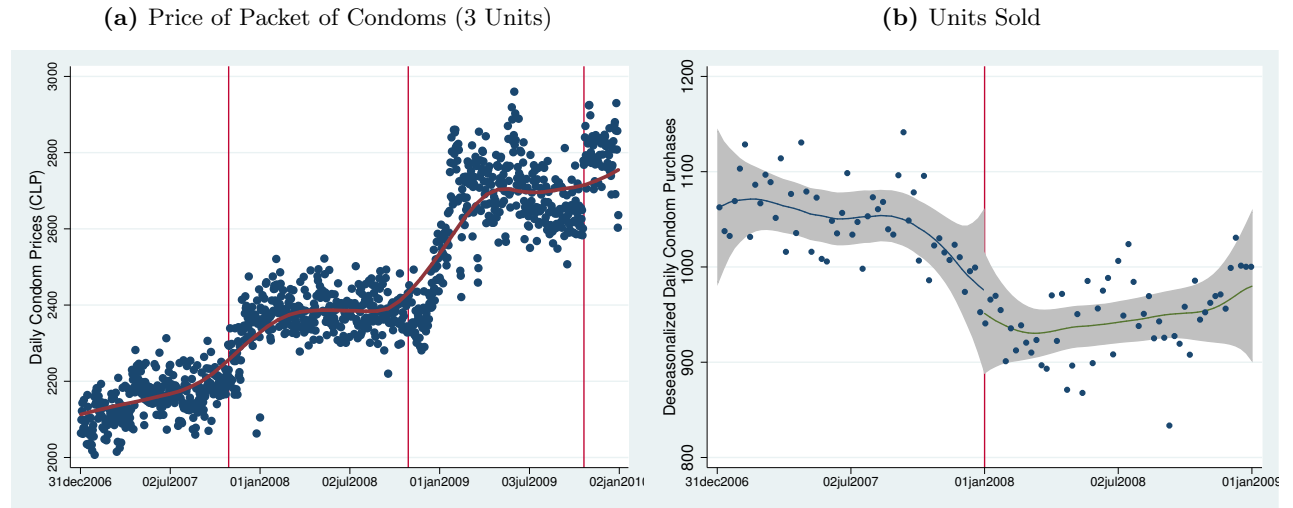 (a) Price of Packet of Condoms (3 Units)
Daily Condom Prices (CLP)
3000
2800
2600
2400
2200
2000
31dec2006 02jul2007 01jan2008 02jul2008 01jan2009 03jul2009 02jan201
(b) Units Sold
Deseasonalized Daily Condom Purchases
1200
1100
1000
900
800
31dec2006 02jul2007 01jan2008 02jul2008 01jan2009